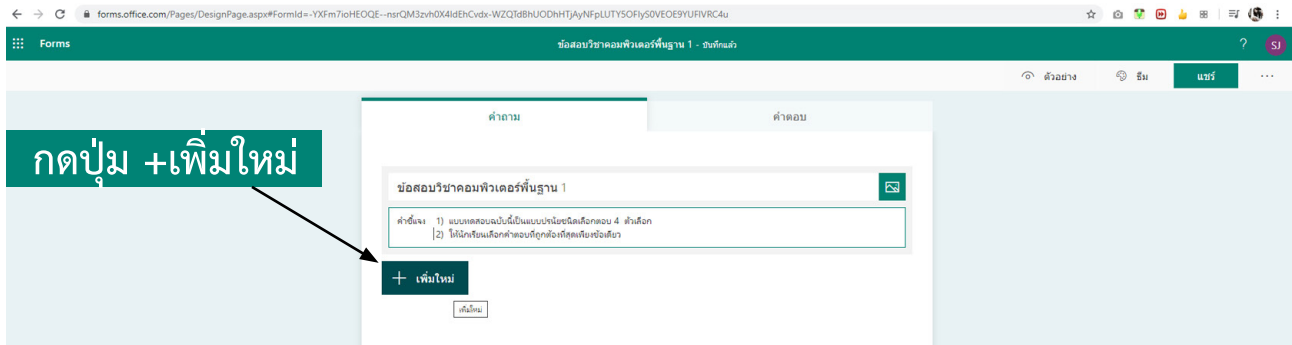 forms.office.com/Pages/DesignPage.aspx#FormId=-YXFm7ioHEOQE--nsrQM3zvh0X4IdEhCvdx-WZQTdBhUODhHTjAyNFpLUTY5OFIyS0VEOE9YUFlVRC4u
Forms
ข้อสอบวิชาคอมพิวเตอร์พื้นฐาน 1 - บันทึกแล้ว
? SJ
ตัวอย่าง ธีม แชร์ ...
คำถาม คำตอบ
กดปุ่ม +เพิ่มใหม่
ข้อสอบวิชาคอมพิวเตอร์พื้นฐาน 1
คำชี้แจง 1) แบบทดสอบฉบับนี้เป็นแบบปรนัยชนิดเลือกตอบ 4 ตัวเลือก
2) ให้นักเรียนเลือกคำตอบที่ถูกต้องที่สุดเพียงข้อเดียว
+ เพิ่มใหม่
เพิ่มใหม่